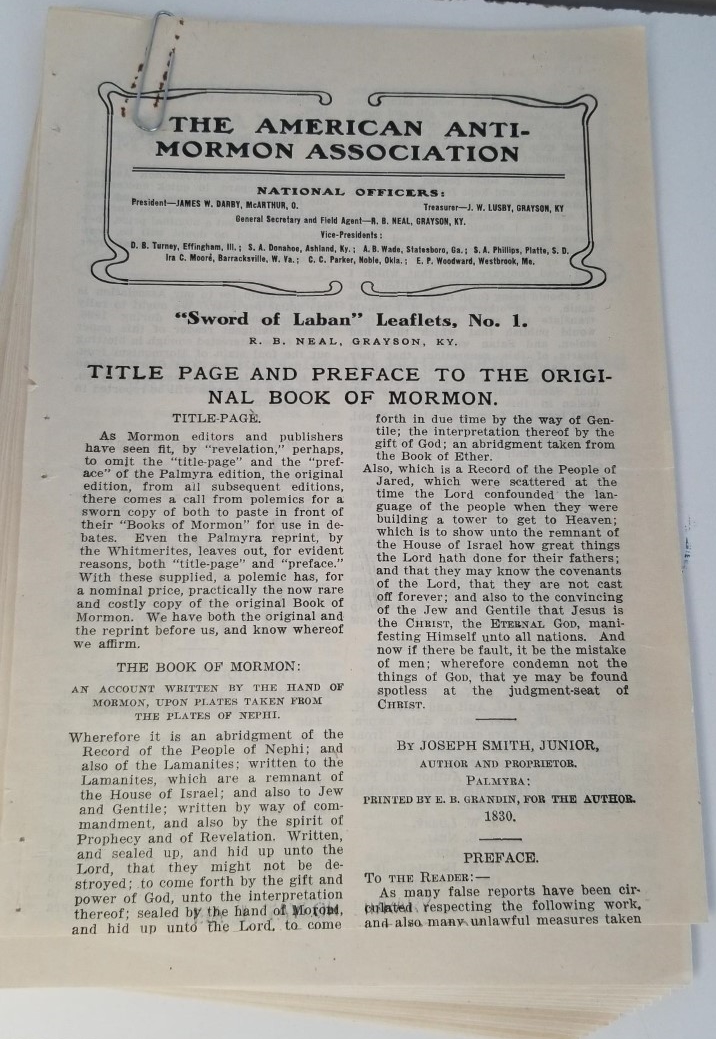 THE AMERICAN ANTI-
MORMON ASSOCIATION
NATIONAL OFFICERS:
President—JAMES W. DARBY, McARTHUR, O. Treasurer—J. W. LUSBY, GRAYSON, KY
General Secretary and Field Agent—R. B. NEAL, GRAYSON, KY.
Vice-Presidents:
D. B. Turney, Effingham, Ill.; S. A. Donahoe, Ashland, Ky.; A. B. Wade, Statesboro, Ga.; S. A. Phillips, Platte, S. D.
Ira C. Moore, Barracksville, W. Va.; C. C. Parker, Noble, Okla.; E. P. Woodward, Westbrook, Me.
"Sword of Laban" Leaflets, No. 1.
R. B. NEAL, GRAYSON, KY.
TITLE PAGE AND PREFACE TO THE ORIGI-
NAL BOOK OF MORMON.
TITLE-PAGE.
As Mormon editors and publishers
have seen fit, by "revelation," perhaps,
to omit the "title-page" and the "pref-
ace" of the Palmyra edition, the original
edition, from all subsequent editions,
there comes a call from polemics for a
sworn copy of both to paste in front of
their "Books of Mormon" for use in de-
bates. Even the Palmyra reprint, by
the Whitmerites, leaves out, for evident
reasons, both "title-page" and "preface."
With these supplied, a polemic has, for
a nominal price, practically the now rare
and costly copy of the original Book of
Mormon. We have both the original and
the reprint before us, and know whereof
we affirm.
THE BOOK OF MORMON:
AN ACCOUNT WRITTEN BY THE HAND OF
MORMON, UPON PLATES TAKEN FROM
THE PLATES OF NEPHI.
Wherefore it is an abridgment of the
Record of the People of Nephi; and
also of the Lamanites; written to the
Lamanites, which are a remnant of
the House of Israel; and also to Jew
and Gentile; written by way of com-
mandment, and also by the spirit of
Prophecy and of Revelation. Written,
and sealed up, and hid up unto the
Lord, that they might not be de-
stroyed; to come forth by the gift and
power of God, unto the interpretation
thereof; sealed by the hand of Moroni,
and hid up unto the Lord, to come
forth in due time by the way of Gen-
tile; the interpretation thereof by the
gift of God; an abridgment taken from
the Book of Ether.
Also, which is a Record of the People of
Jared, which were scattered at the
time the Lord confounded the lan-
guage of the people when they were
building a tower to get to Heaven;
which is to show unto the remnant of
the House of Israel how great things
the Lord hath done for their fathers;
and that they may know the covenants
of the Lord, that they are not cast
off forever; and also to the convincing
of the Jew and Gentile that Jesus is
the CHRIST, the ETERNAL GOD, mani-
festing Himself unto all nations. And
now if there be fault, it be the mistake
of men; wherefore condemn not the
things of God, that ye may be found
spotless at the judgment-seat of
CHRIST.
BY JOSEPH SMITH, JUNIOR,
AUTHOR AND PROPRIETOR.
PALMYRA:
PRINTED BY E. B. GRANDIN, FOR THE AUTHOR.
1830.
PREFACE.
TO THE READER:—
As many false reports have been cir-
culated respecting the following work,
and also many unlawful measures taken